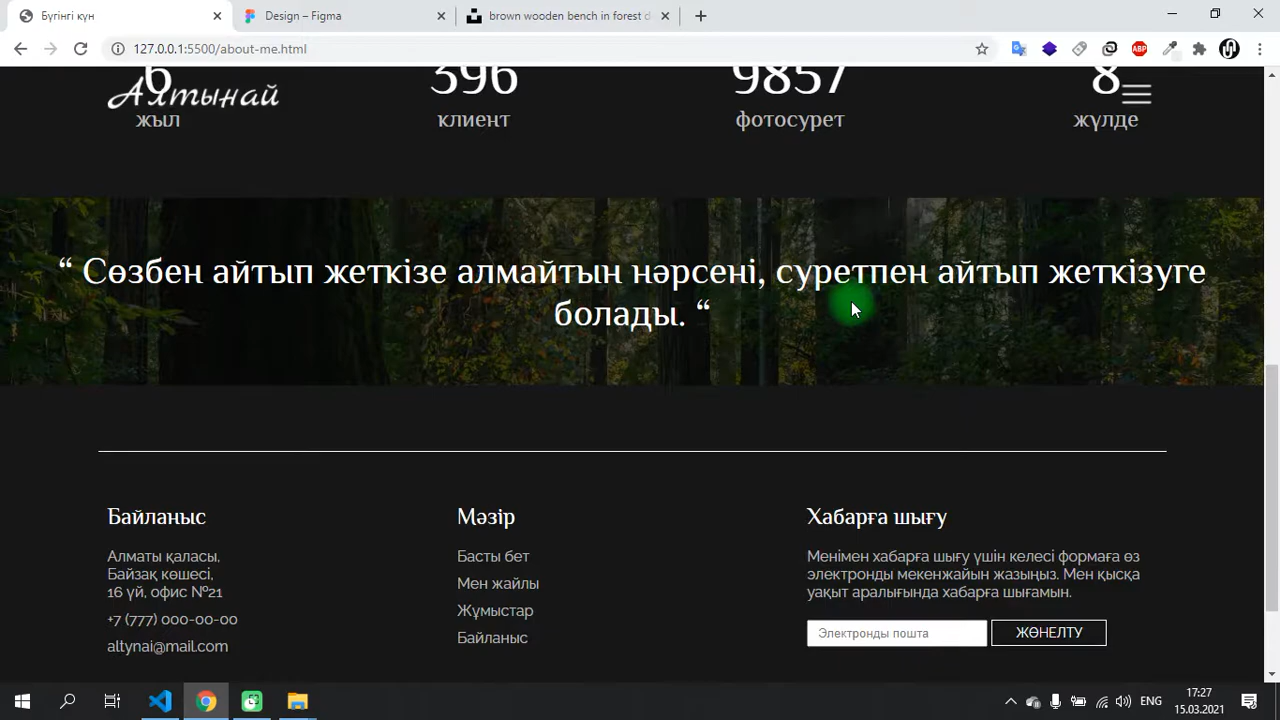 Бүгінгі күн
Design – Figma
brown wooden bench in forest d
127.0.0.1:5500/about-me.html
ABP
6
396
9857
8
Ахтынай
жыл
клиент
фотосурет
жүлде
“ Сөзбен айтып жеткізе алмайтын нәрсені, суретпен айтып жеткізуге
болады. “
Байланыс
Мәзір
Хабарға шығу
Алматы қаласы,
Байзақ көшесі,
16 үй, офис №21
+7 (777) 000-00-00
altynai@mail.com
Басты бет
Мен жайлы
Жұмыстар
Байланыс
Менімен хабарға шығу үшін келесі формаға өз
электронды мекенжайын жазыңыз. Мен қысқа
уақыт аралығында хабарға шығамын.
Электронды пошта
ЖӨНЕЛТУ
ENG
17:27
15.03.2021